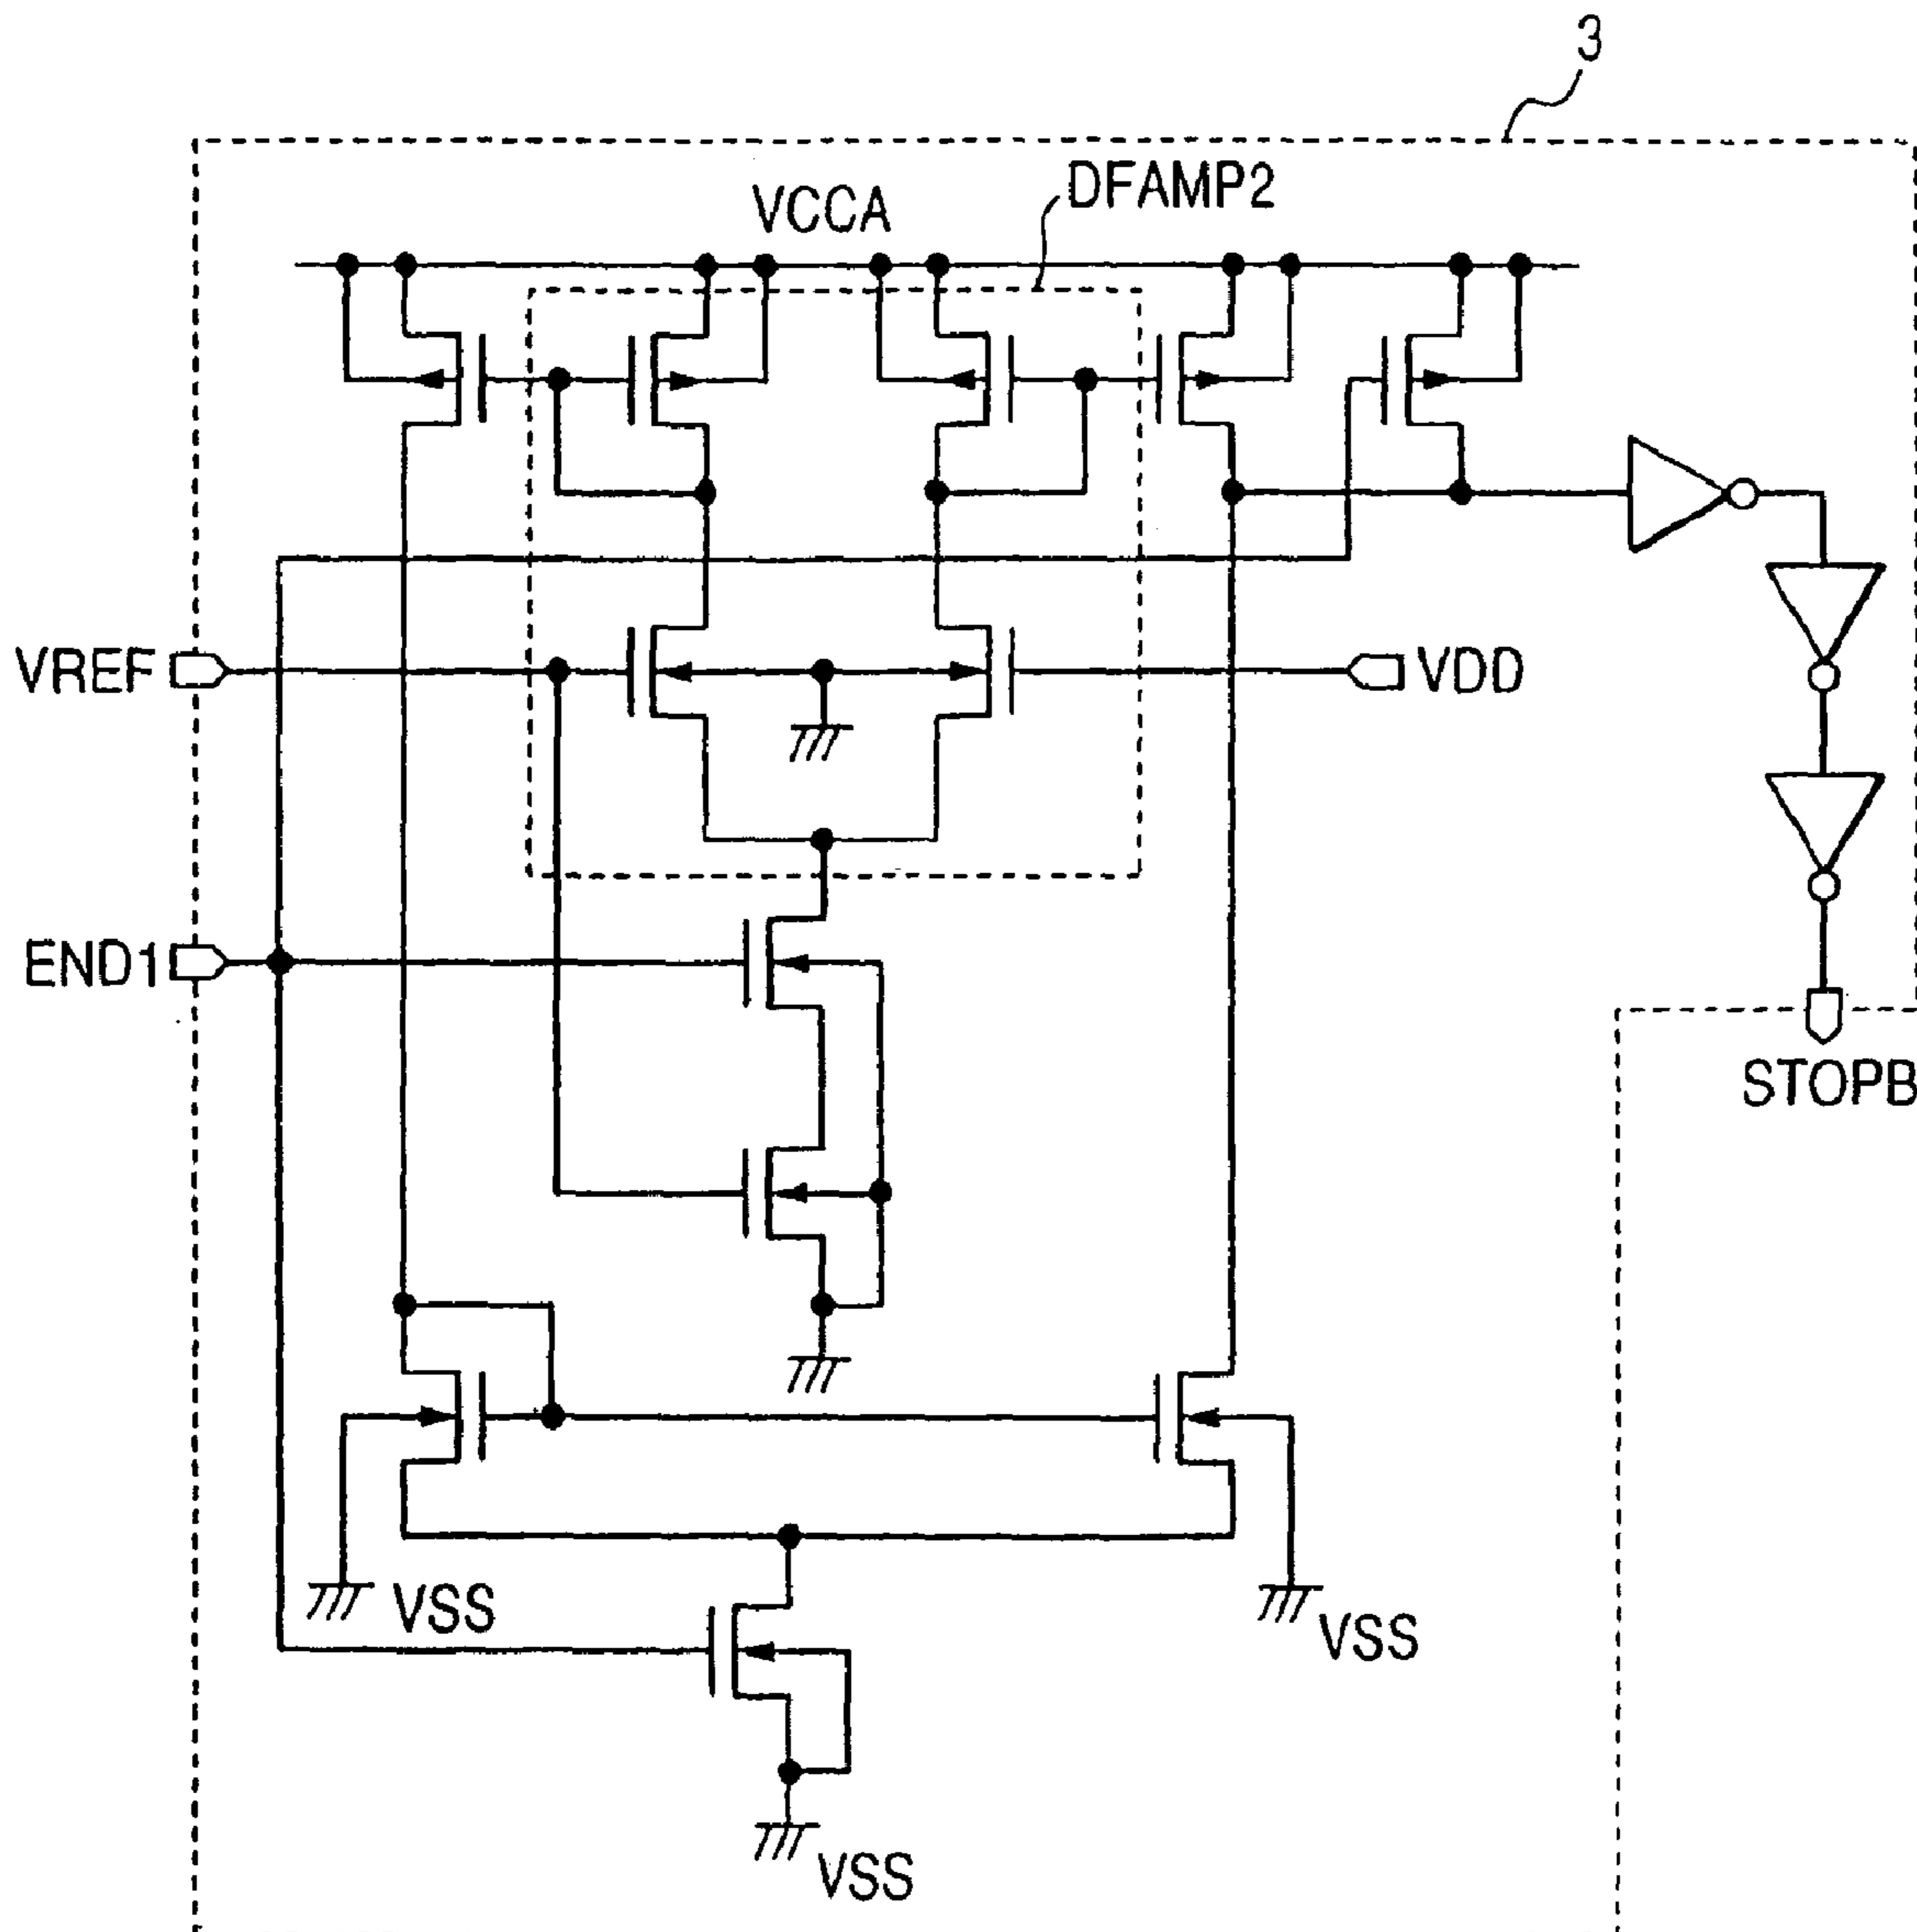 3
DFAMP2
VCCA
VREF
VDD
END1
STOPB
VSS
VSS
VSS